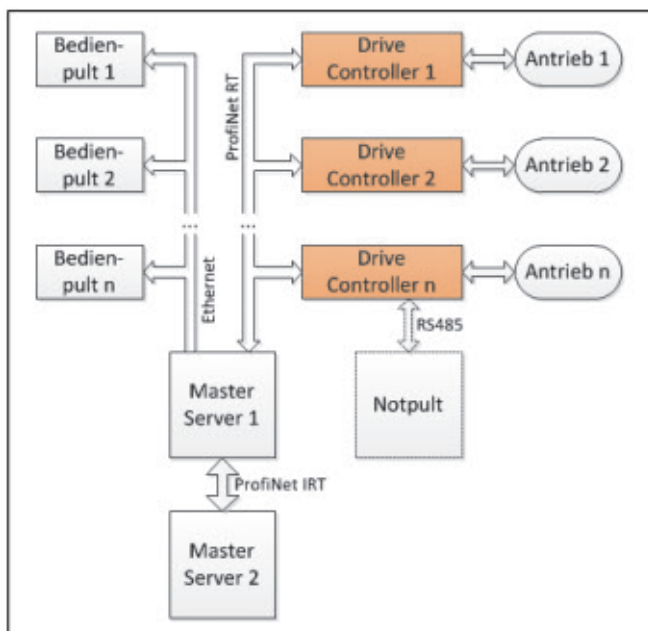 Bedien-
pult 1
ProfiNet RT
Drive
Controller 1
Antrieb 1
Bedien-
pult 2
Drive
Controller 2
Antrieb 2
...
...
Bedien-
pult n
Ethernet
Drive
Controller n
Antrieb n
RS485
Master
Server 1
Notpult
ProfiNet IRT
Master
Server 2